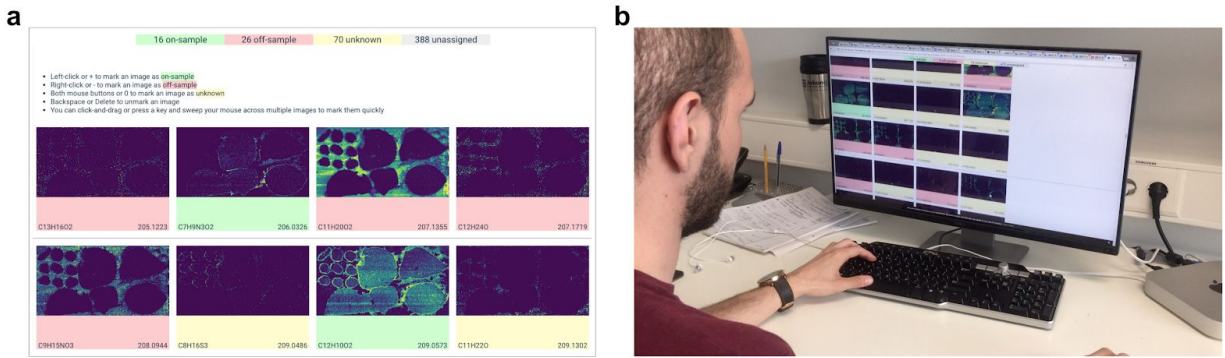 a
b
16 on-sample 26 off-sample 70 unknown 388 unassigned
Left-click or + to mark an image as on-sample
Right-click or - to mark an image as off-sample
Both mouse buttons or 0 to mark an image as unknown
Backspace or Delete to unmark an image
You can click-and-drag or press a key and sweep your mouse across multiple images to mark them quickly
C13H16O2 205.1223 C7H9N3O2 206.0326 C11H20O2 207.1355 C12H24O 207.1719
C9H15NO3 208.0944 C8H16S3 209.0486 C12H10O2 209.0573 C11H22O 209.1302